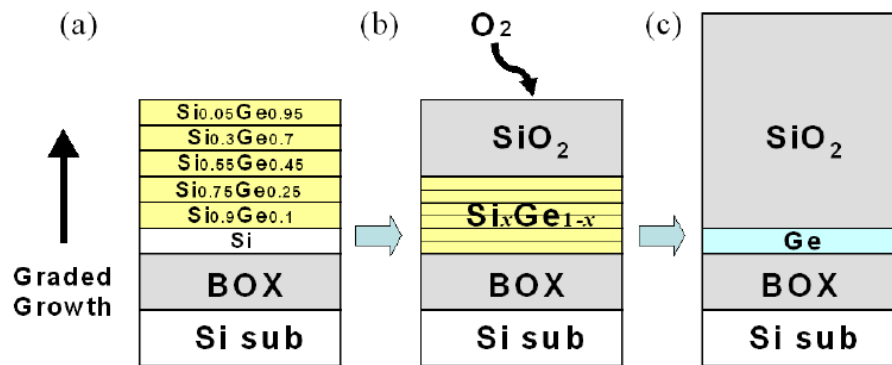 (a)
Si0.05Ge0.95
Si0.3Ge0.7
Si0.55Ge0.45
Si0.75Ge0.25
Si0.9Ge0.1
Si
BOX
Si sub
Graded
Growth
(b)
O2
SiO2
SixGe1-x
BOX
Si sub
(c)
SiO2
Ge
BOX
Si sub